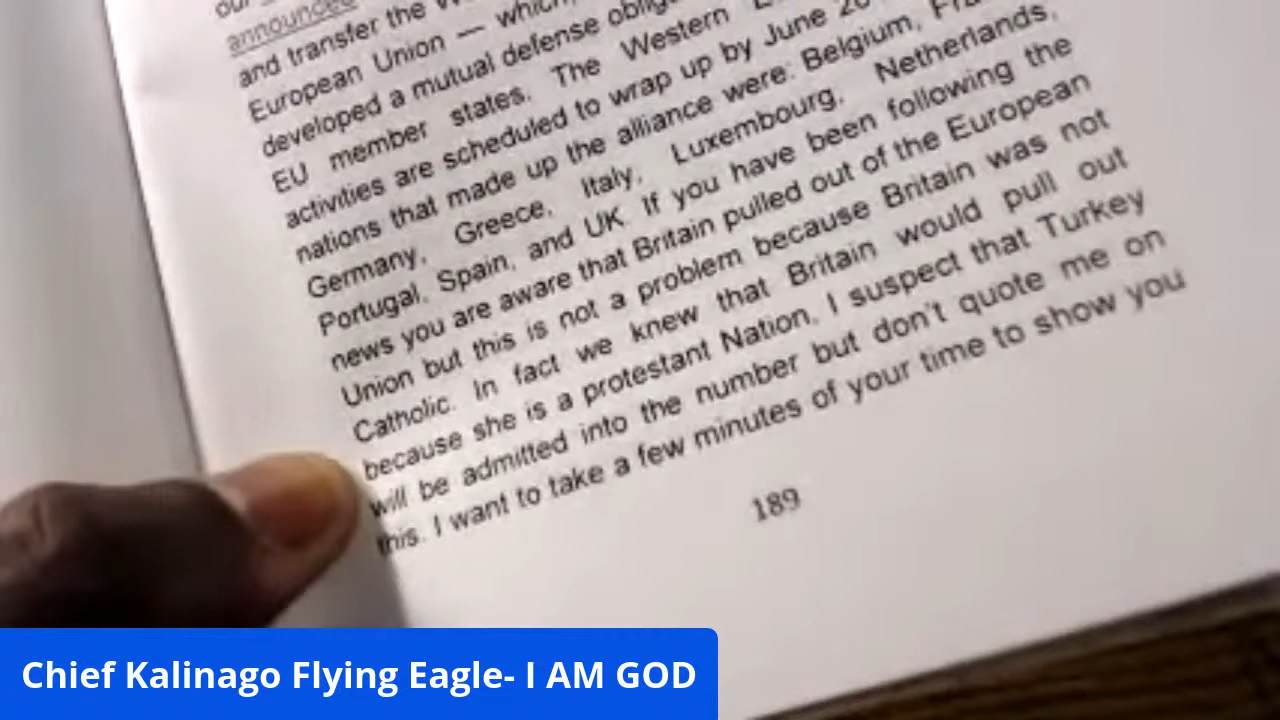 our
announced
and transfer the
European Union — which,
developed a mutual defense
EU member states. The Western
activities are scheduled to wrap up by June
nations that made up the alliance were: Belgium,
Germany, Greece, Italy, Luxembourg, Netherlands,
Portugal, Spain, and UK. If you have been following the
news you are aware that Britain pulled out of the European
Union but this is not a problem because Britain was not
Catholic. In fact we knew that Britain would pull out
because she is a protestant Nation, I suspect that Turkey
will be admitted into the number but don't quote me on
this. I want to take a few minutes of your time to show you
189
Chief Kalinago Flying Eagle- I AM GOD